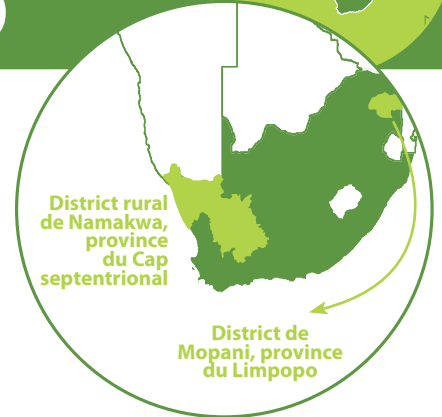 District rural
de Namakwa,
province
du Cap
septentrional
District de
Mopani, province
du Limpopo